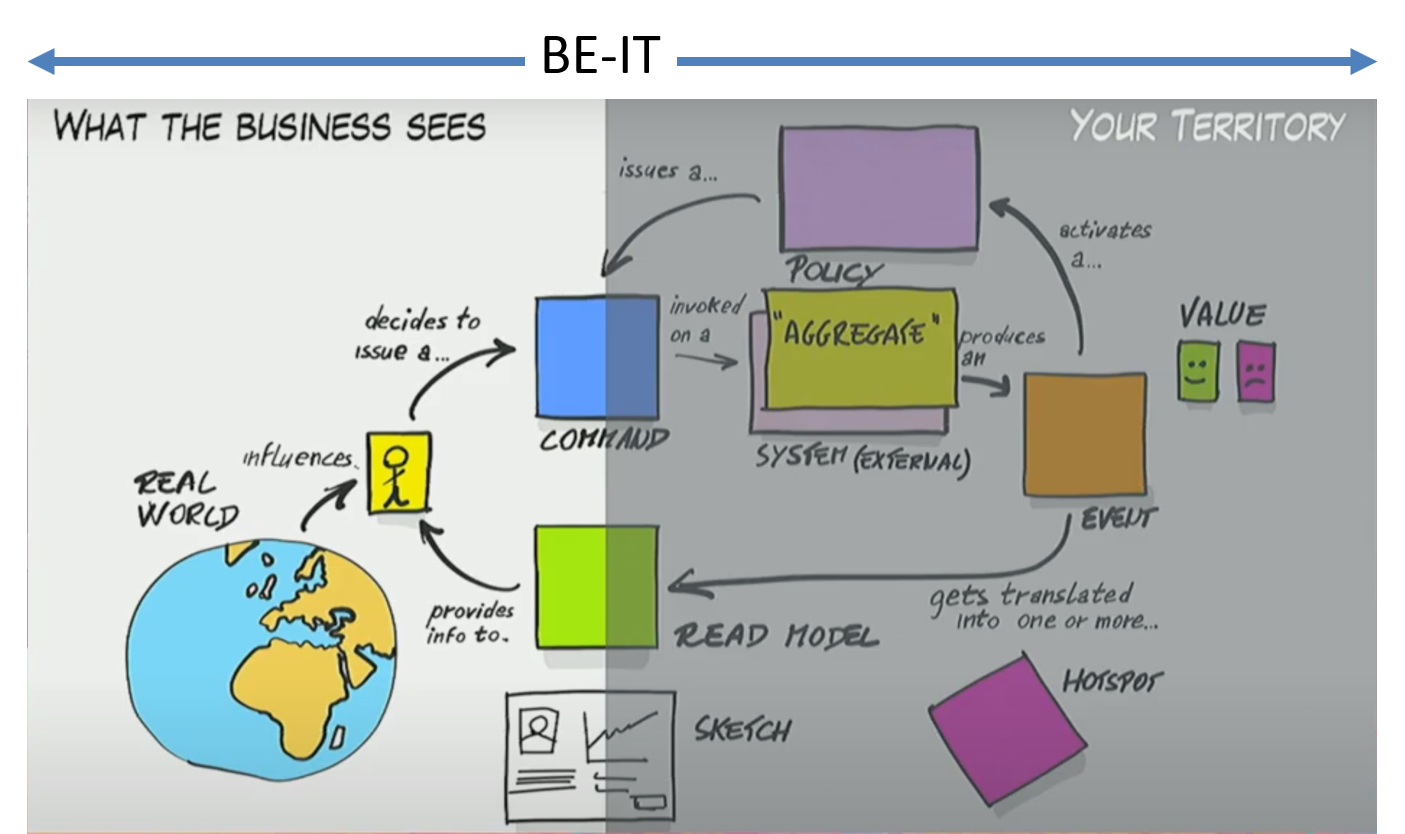 BE-IT
WHAT THE BUSINESS SEES
YOUR TERRITORY
issues a...
activates
a...
POLICY
decides to
issue a...
invoked
on a
"AGGREGATE"
produces
an
VALUE
COMMAND
SYSTEM (EXTERNAL)
influences.
REAL
WORLD
EVENT
provides
info to.
gets translated
into one or more...
READ MODEL
HOTSPOT
SKETCH